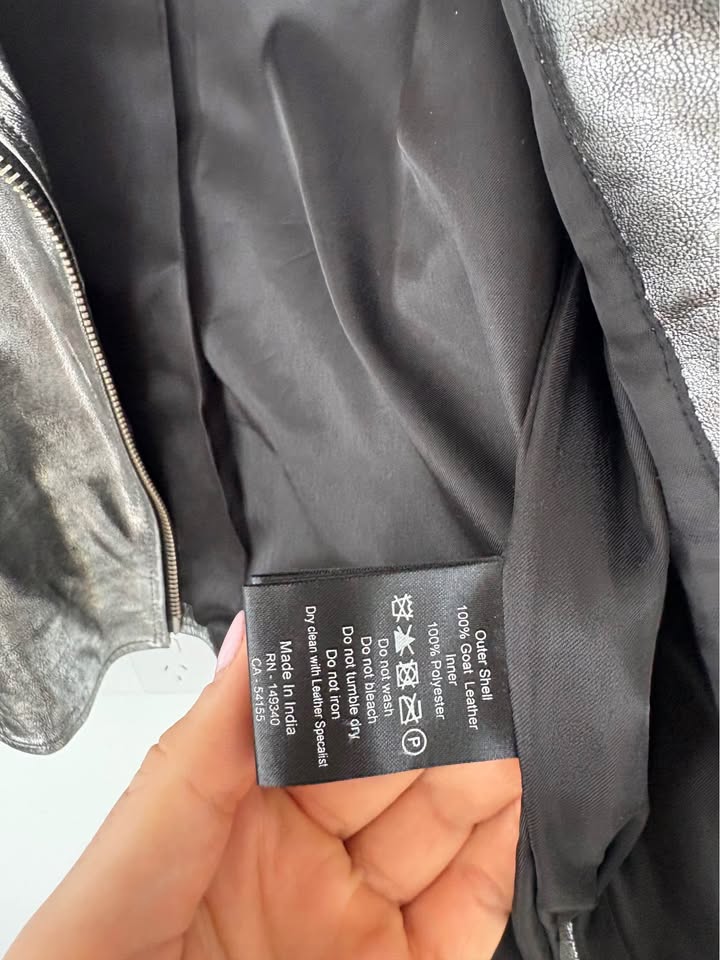 Outer Shell
100% Goat Leather
Inner
100% Polyester
P
Do not wash
Do not bleach
Do not tumble dry
Do not iron
Dry clean with Leather Specalist
Made In India
RN - 149340
CA - 54155